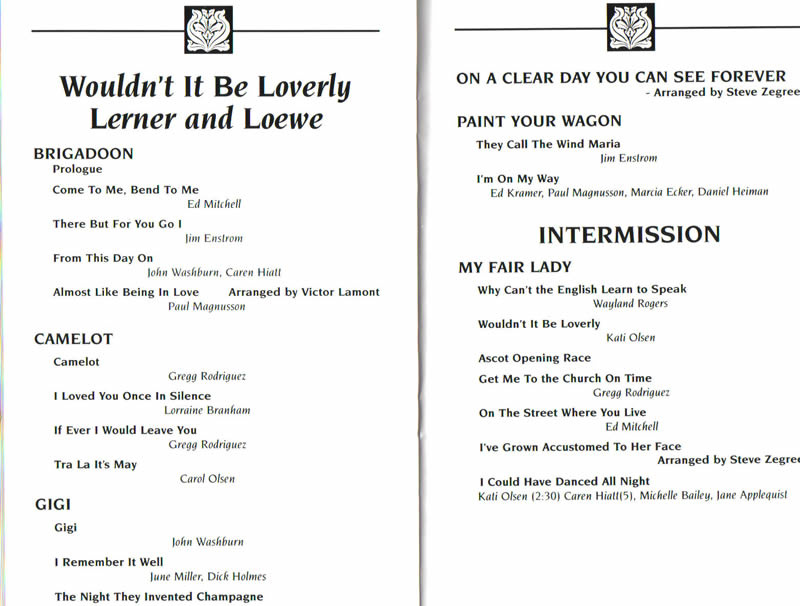 Wouldn't It Be Loverly
Lerner and Loewe
BRIGADOON
Prologue
Come To Me, Bend To Me
Ed Mitchell
There But For You Go I
Jim Enstrom
From This Day On
John Washburn, Caren Hiatt
Almost Like Being In Love Arranged by Victor Lamont
Paul Magnusson
CAMELOT
Camelot
Gregg Rodriguez
I Loved You Once In Silence
Lorraine Branham
If Ever I Would Leave You
Gregg Rodriguez
Tra La It's May
Carol Olsen
GIGI
Gigi
John Washburn
I Remember It Well
June Miller, Dick Holmes
The Night They Invented Champagne
ON A CLEAR DAY YOU CAN SEE FOREVER
- Arranged by Steve Zegree
PAINT YOUR WAGON
They Call The Wind Maria
Jim Enstrom
I'm On My Way
Ed Kramer, Paul Magnusson, Marcia Ecker, Daniel Heiman
INTERMISSION
MY FAIR LADY
Why Can't the English Learn to Speak
Wayland Rogers
Wouldn't It Be Loverly
Kati Olsen
Ascot Opening Race
Get Me To the Church On Time
Gregg Rodriguez
On The Street Where You Live
Ed Mitchell
I've Grown Accustomed To Her Face
Arranged by Steve Zegree
I Could Have Danced All Night
Kati Olsen (2:30) Caren Hiatt(5), Michelle Bailey, Jane Applequist